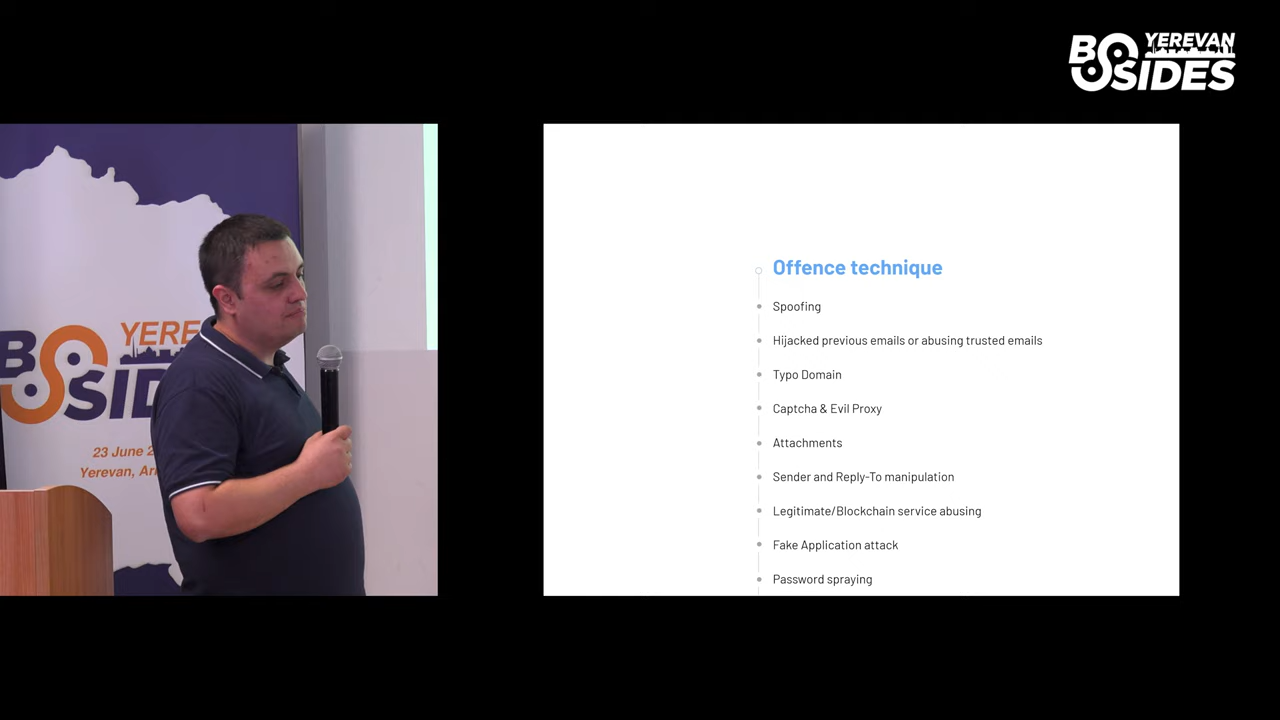 YEREVAN
BSIDES
YERE
BSID
23 June 2
Yerevan, Ar
Offence technique
Spoofing
Hijacked previous emails or abusing trusted emails
Typo Domain
Captcha & Evil Proxy
Attachments
Sender and Reply-To manipulation
Legitimate/Blockchain service abusing
Fake Application attack
Password spraying